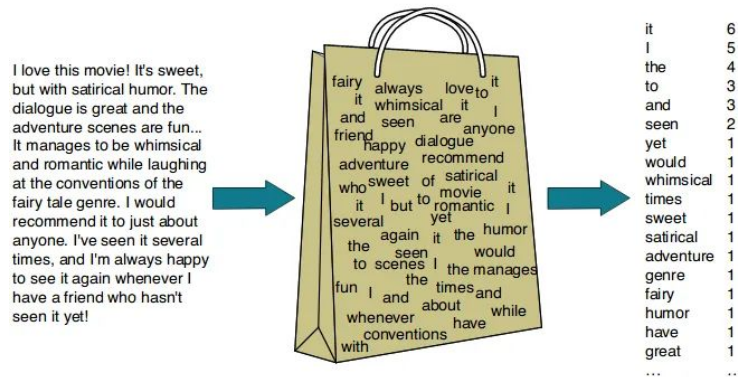 I love this movie! It's sweet,
but with satirical humor. The
dialogue is great and the
adventure scenes are fun...
It manages to be whimsical
and romantic while laughing
at the conventions of the
fairy tale genre. I would
recommend it to just about
anyone. I've seen it several
times, and I'm always happy
to see it again whenever I
have a friend who hasn't
seen it yet!
fairy always love to it
it whimsical it I
and seen are anyone
friend happy dialogue
adventure recommend
who sweet of satirical
it I but to movie romantic it I
several yet
again it the humor
the seen would
to scenes I the manages
fun I and the times and
about while
whenever have
conventions
with
it 6
I 5
the 4
to 3
and 3
seen 2
yet 1
would 1
whimsical 1
times 1
sweet 1
satirical 1
adventure 1
genre 1
fairy 1
humor 1
have 1
great 1
... ..